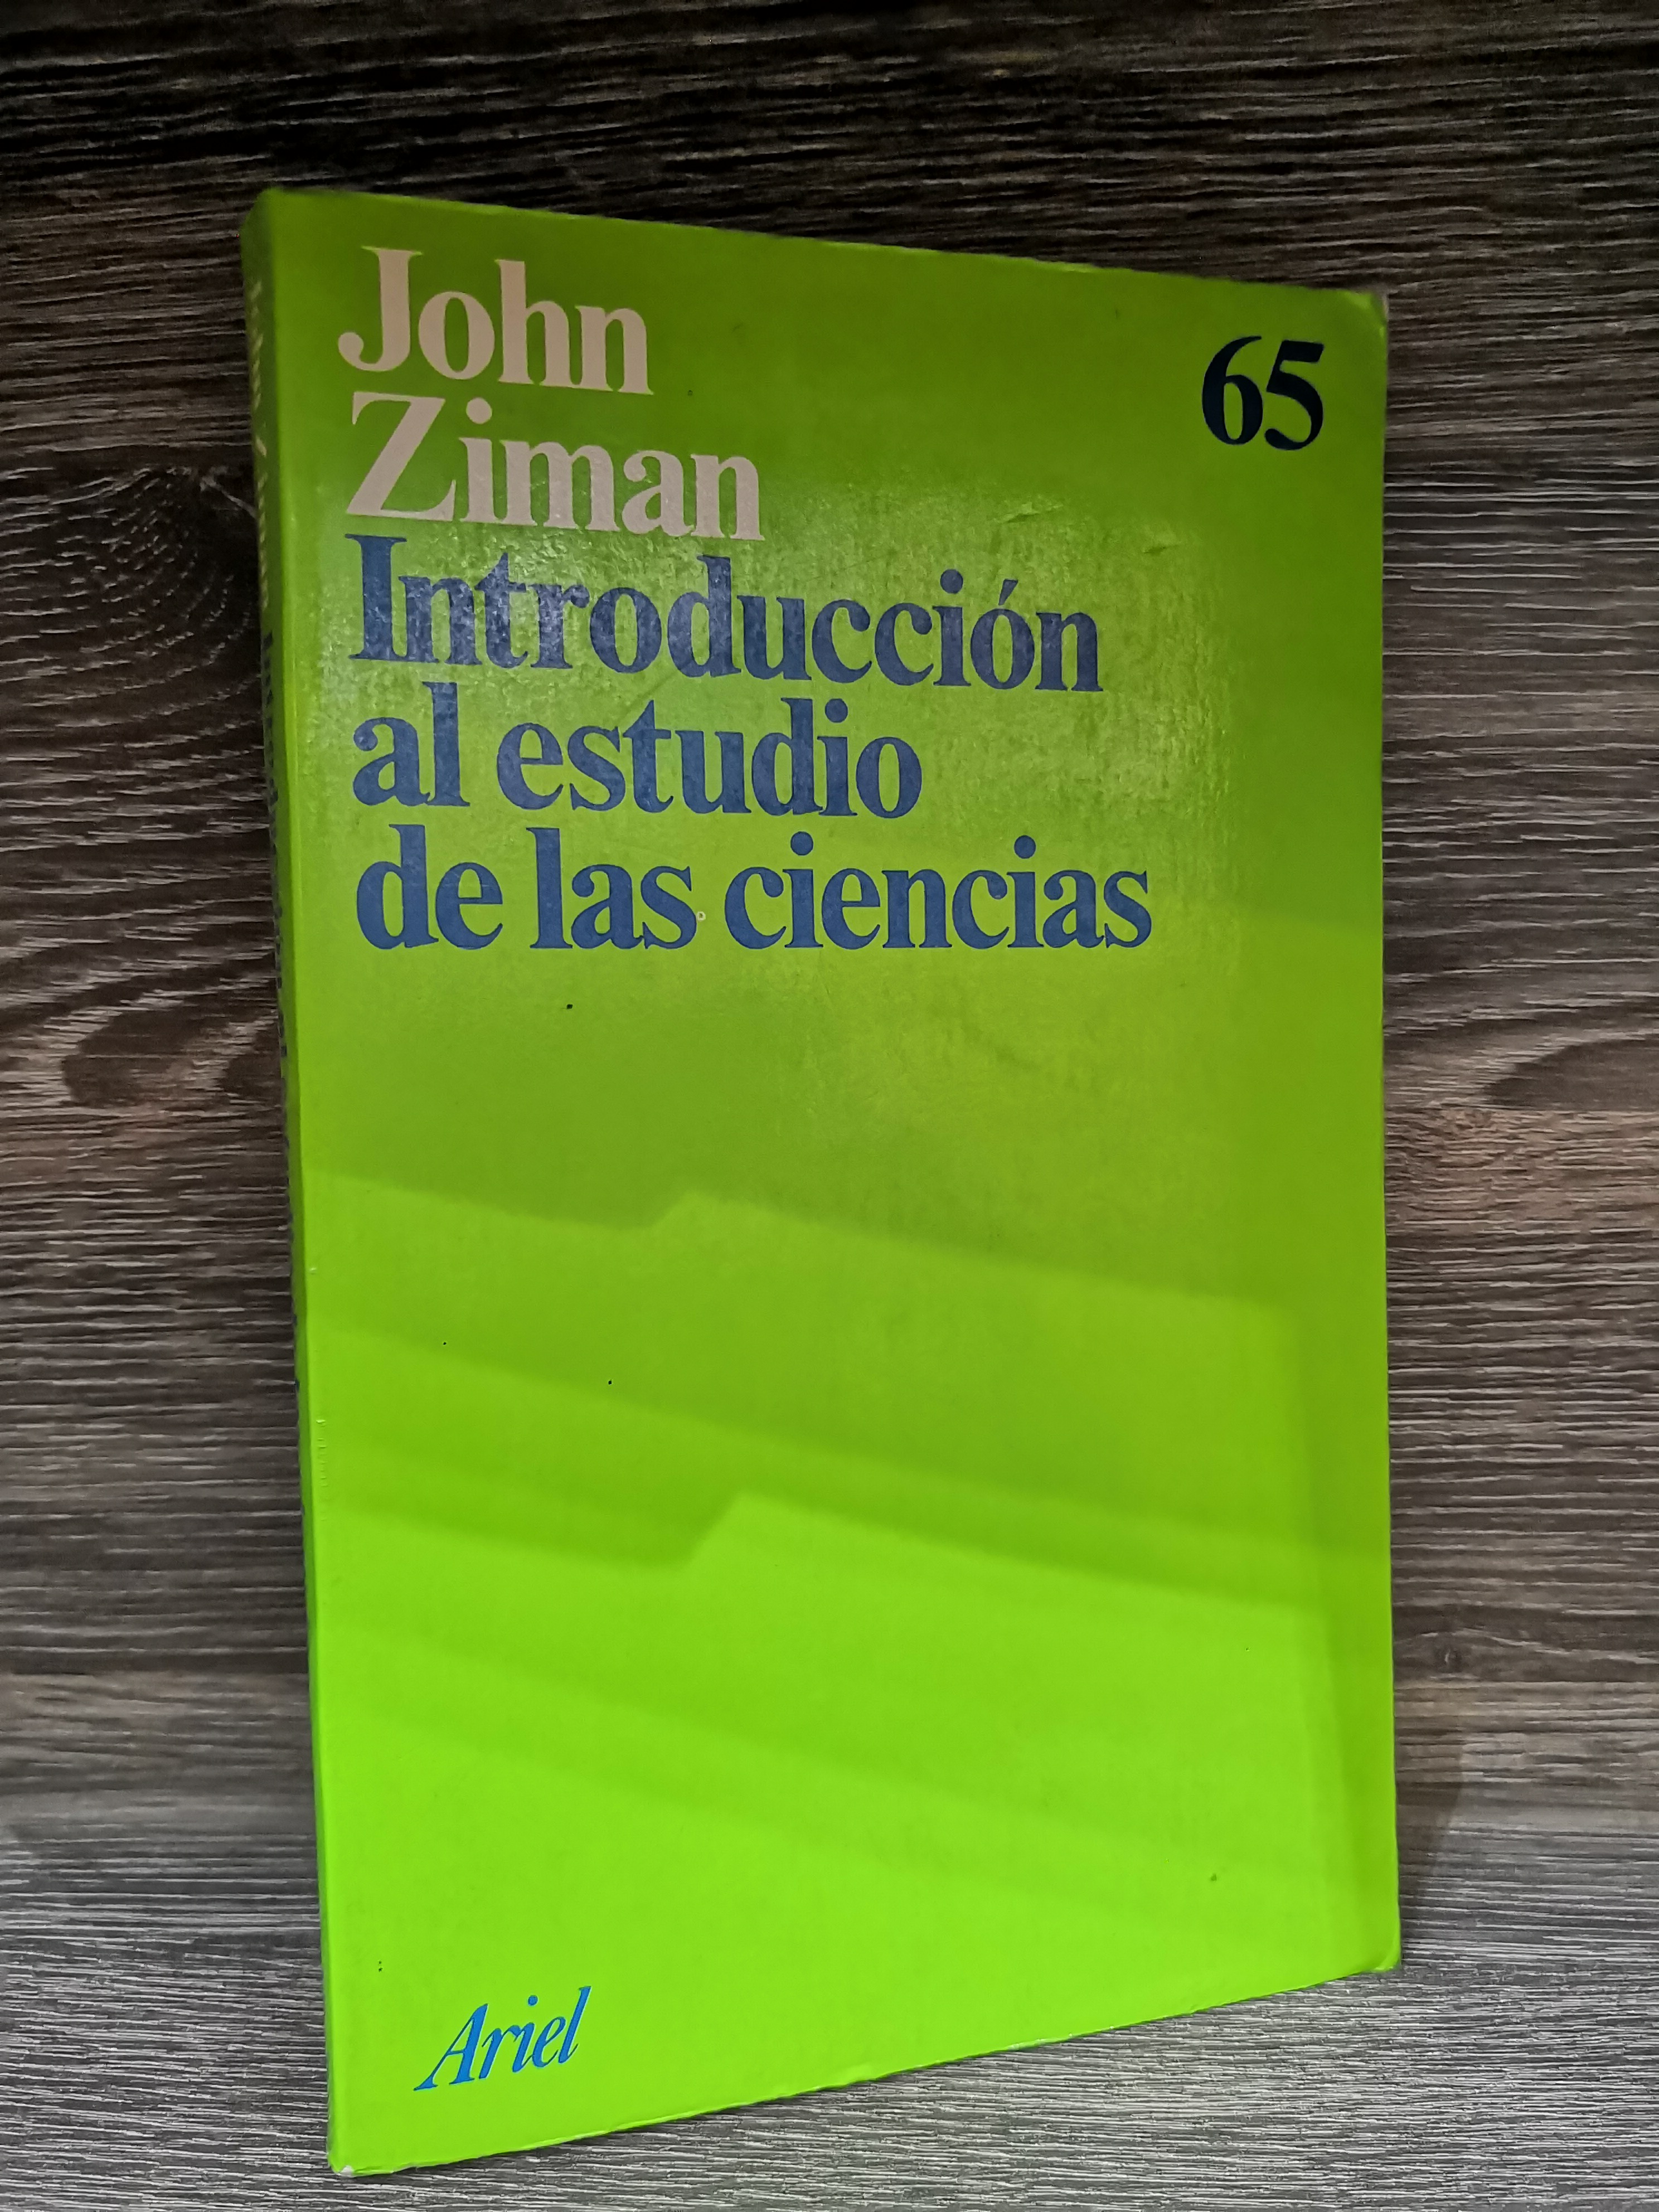 John
Ziman
65
Introducción
al estudio
de las ciencias
Ariel